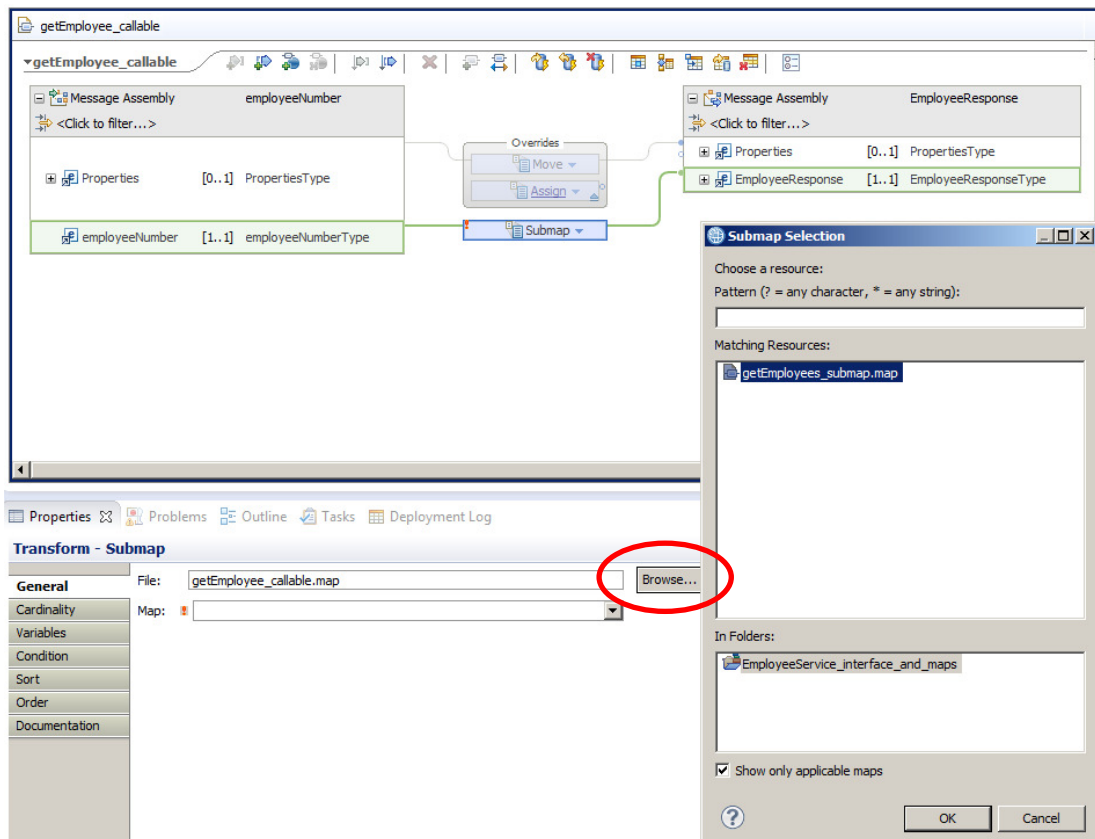 getEmployee_callable
getEmployee_callable
Message Assembly employeeNumber
<Click to filter...>
Properties [0..1] PropertiesType
employeeNumber [1..1] employeeNumberType
Overrides
Move
Assign
Submap
Message Assembly EmployeeResponse
<Click to filter...>
Properties [0..1] PropertiesType
EmployeeResponse [1..1] EmployeeResponseType
Submap Selection
Choose a resource:
Pattern (? = any character, * = any string):
Matching Resources:
getEmployees_submap.map
In Folders:
EmployeeService_interface_and_maps
Show only applicable maps
OK Cancel
Properties Problems Outline Tasks Deployment Log
Transform - Submap
General
Cardinality
Variables
Condition
Sort
Order
Documentation
File: getEmployee_callable.map Browse...
Map: